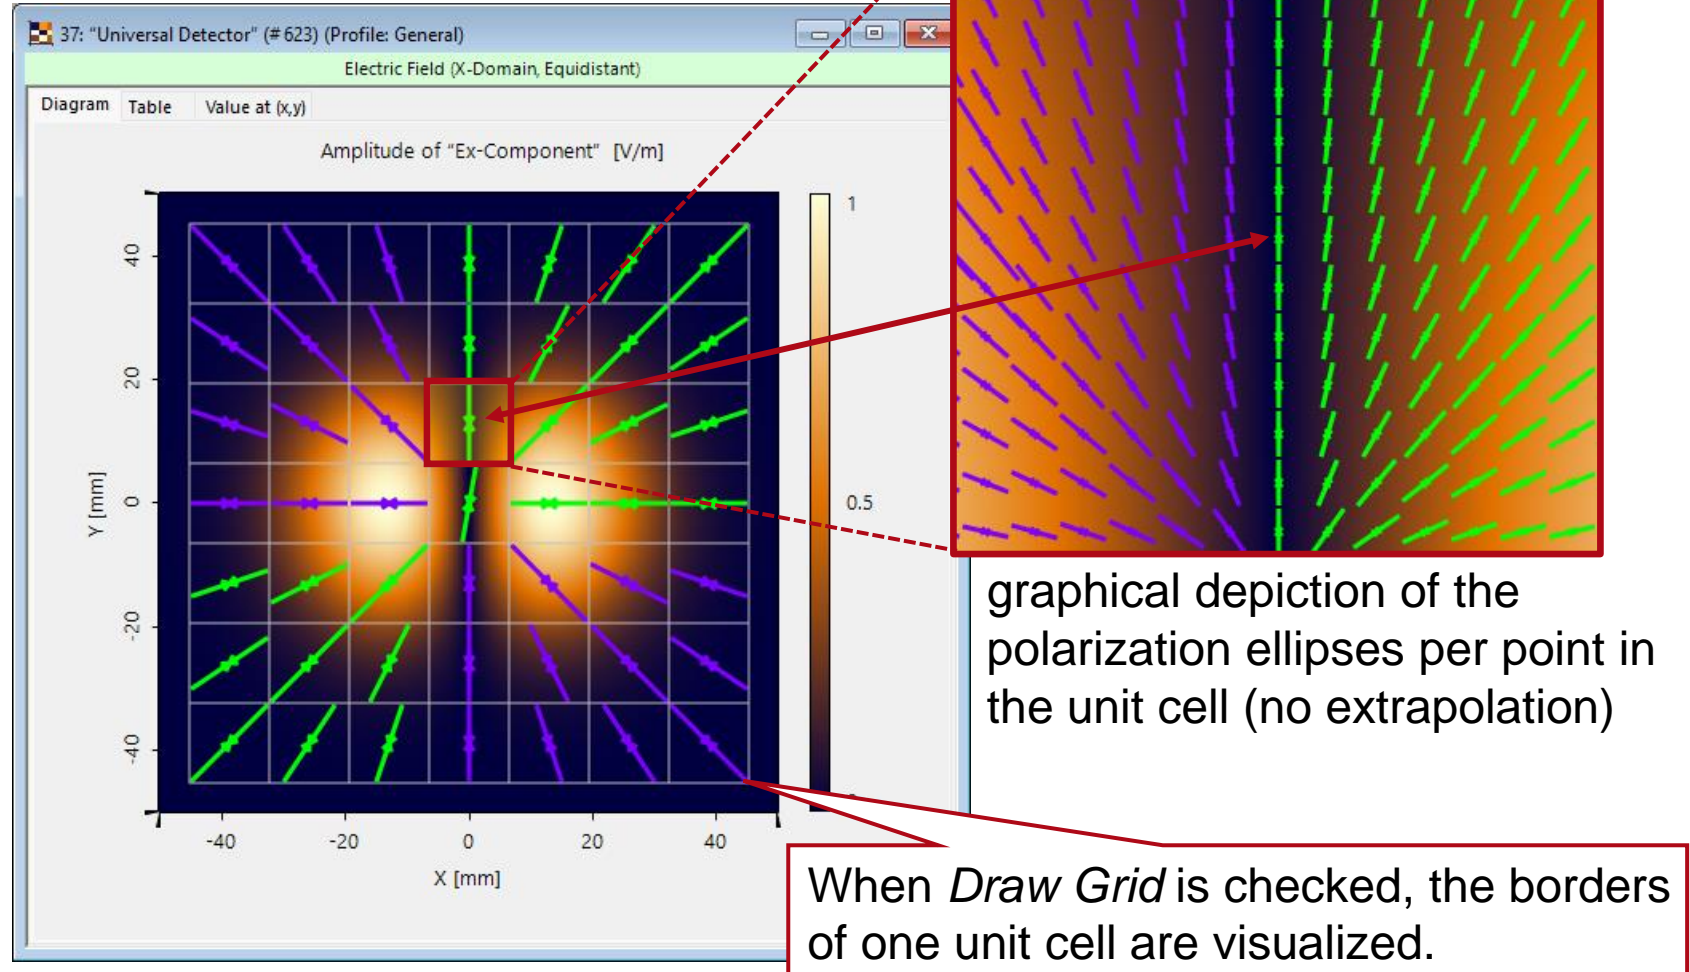 37: "Universal Detector" (# 623) (Profile: General)
Electric Field (X-Domain, Equidistant)
Diagram Table Value at (x,y)
Amplitude of "Ex-Component" [V/m]
1
0.5
40
20
0
-20
-40
Y [mm]
-40 -20 0 20 40
X [mm]
graphical depiction of the
polarization ellipses per point in
the unit cell (no extrapolation)
When Draw Grid is checked, the borders
of one unit cell are visualized.